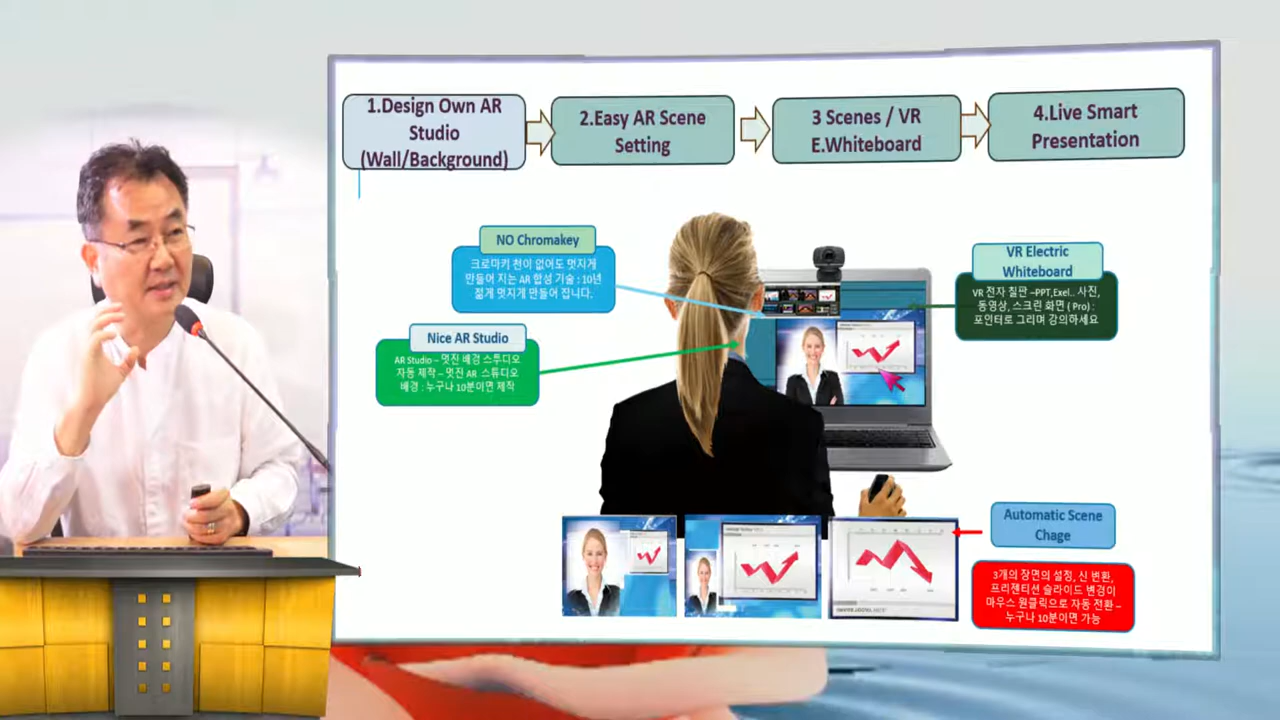 1.Design Own AR
Studio
(Wall/Background)
2.Easy AR Scene
Setting
3 Scenes / VR
E.Whiteboard
4.Live Smart
Presentation
NO Chromakey
크로마키 천이 없어도 멋지게
만들어 지는 AR 합성 기술 : 10년
젊게 멋지게 만들어 집니다.
Nice AR Studio
AR Studio – 멋진 배경 스투디오
자동 제작 – 멋진 AR 스튜디오
배경 : 누구나 10분이면 제작
VR Electric
Whiteboard
VR 전자 칠판 –PPT,Exel.. 사진,
동영상, 스크린 화면 ( Pro) :
포인터로 그리며 강의하세요
Automatic Scene
Chage
3개의 장면의 설정, 신 변환,
프리젠티션 슬라이드 변경이
마우스 원클릭으로 자동 전환 –
누구나 10분이면 가능